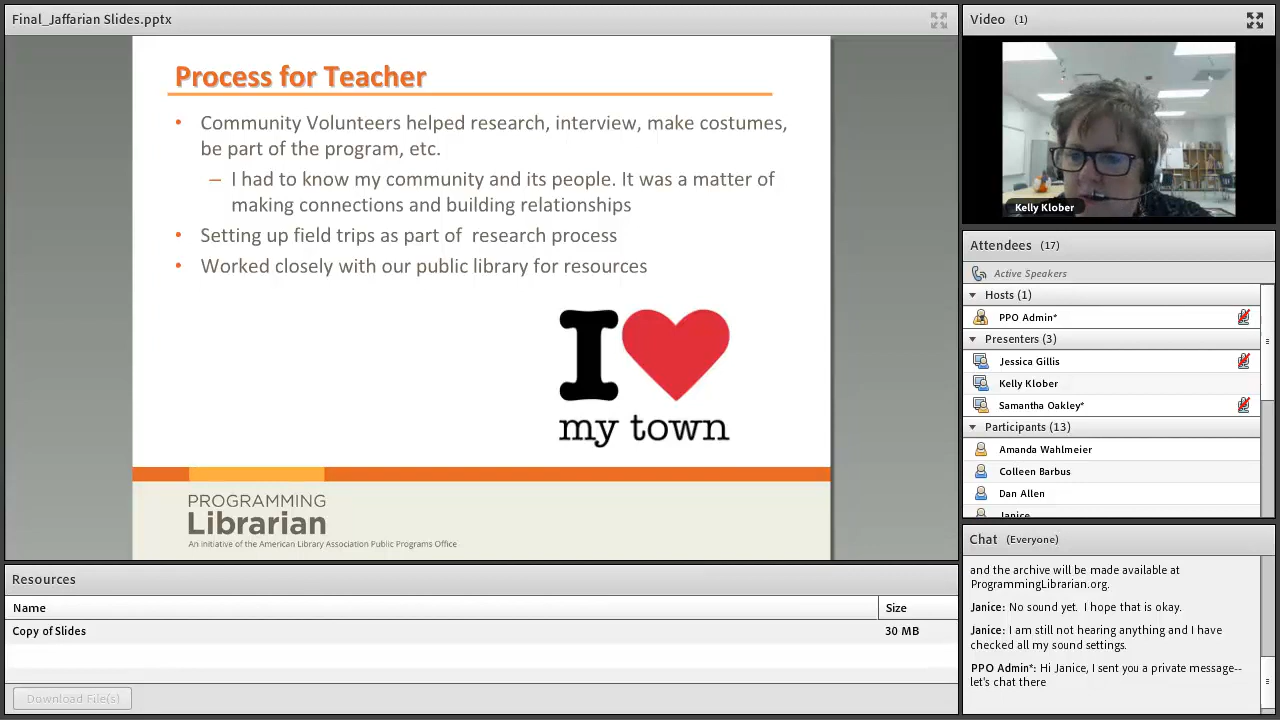 Final_Jaffarian Slides.pptx
Process for Teacher
• Community Volunteers helped research, interview, make costumes,
be part of the program, etc.
– I had to know my community and its people. It was a matter of
making connections and building relationships
• Setting up field trips as part of research process
• Worked closely with our public library for resources
I
my town
PROGRAMMING
Librarian
An initiative of the American Library Association Public Programs Office
Resources
Name Size
Copy of Slides 30 MB
Download File(s)
Video (1)
Kelly Klober
Attendees (17)
Active Speakers
Hosts (1)
PPO Admin*
Presenters (3)
Jessica Gillis
Kelly Klober
Samantha Oakley*
Participants (13)
Amanda Wahlmeier
Colleen Barbus
Dan Allen
Janice
Chat (Everyone)
and the archive will be made available at
ProgrammingLibrarian.org.
Janice: No sound yet. I hope that is okay.
Janice: I am still not hearing anything and I have
checked all my sound settings.
PPO Admin*: Hi Janice, I sent you a private message--
let's chat there